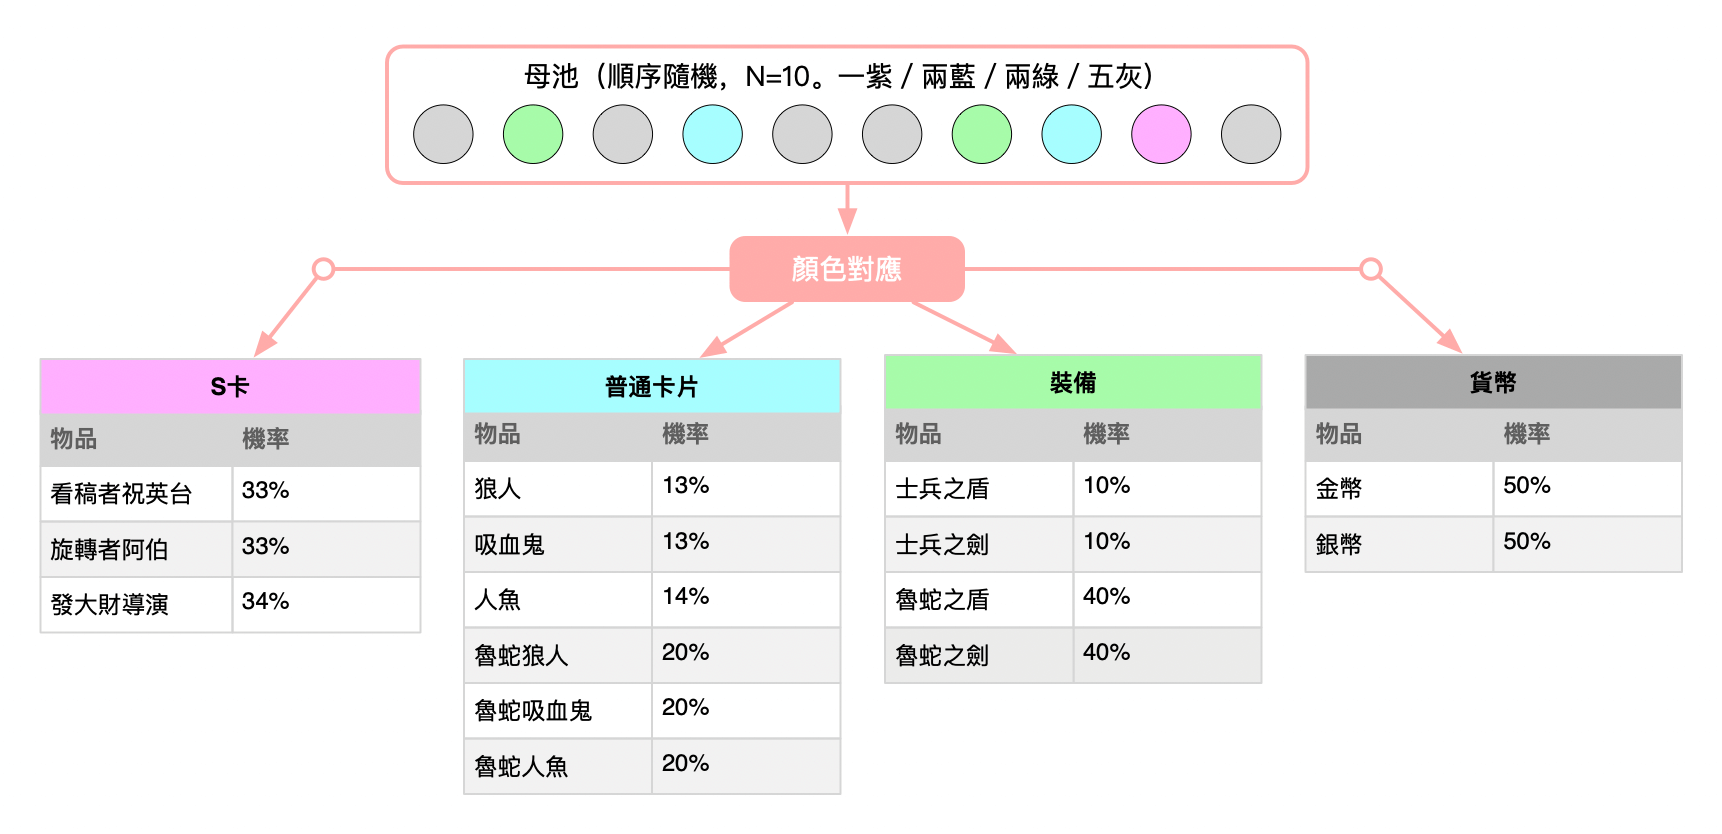 母池（順序隨機，N=10。一紫 / 兩藍 / 兩綠 / 五灰）
顏色對應
S卡
物品 機率
看稿者祝英台 33%
旋轉者阿伯 33%
發大財導演 34%
普通卡片
物品 機率
狼人 13%
吸血鬼 13%
人魚 14%
魯蛇狼人 20%
魯蛇吸血鬼 20%
魯蛇人魚 20%
裝備
物品 機率
士兵之盾 10%
士兵之劍 10%
魯蛇之盾 40%
魯蛇之劍 40%
貨幣
物品 機率
金幣 50%
銀幣 50%